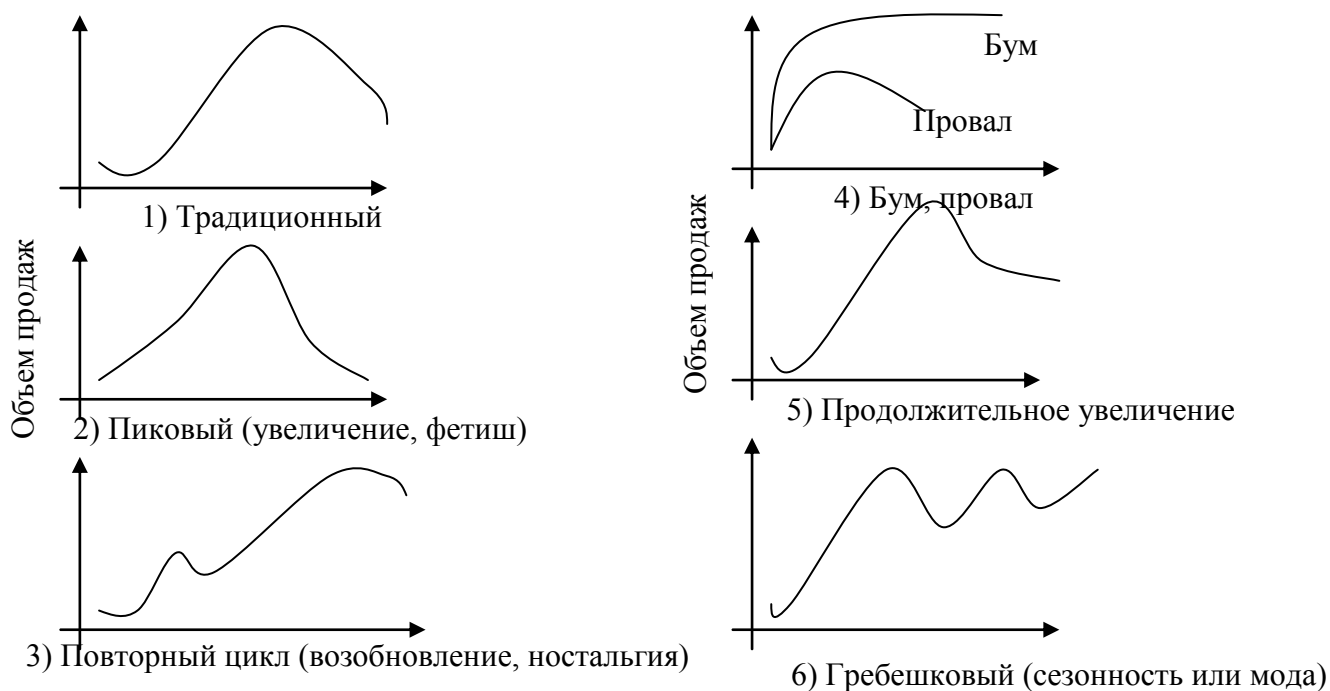 Бум
Провал
1) Традиционный
4) Бум, провал
Объем продаж
Объем продаж
2) Пиковый (увеличение, фетиш)
5) Продолжительное увеличение
3) Повторный цикл (возобновление, ностальгия)
6) Гребешковый (сезонность или мода)